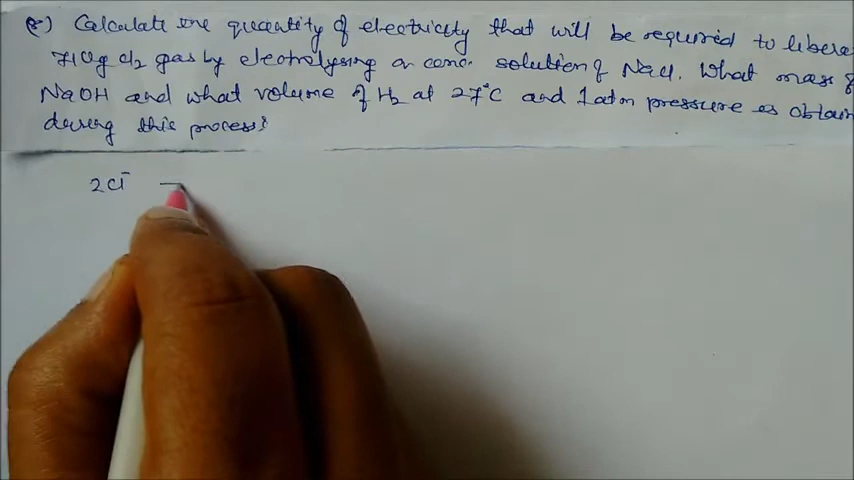 Q) Calculate the quantity of electricity that will be required to libera
710g Cl2 gas by electrolysing a conc. solution of NaCl. What mass of
NaOH and what volume of H2 at 27°C and 1 atm pressure is obtain
during this process?
2Cl⁻ —